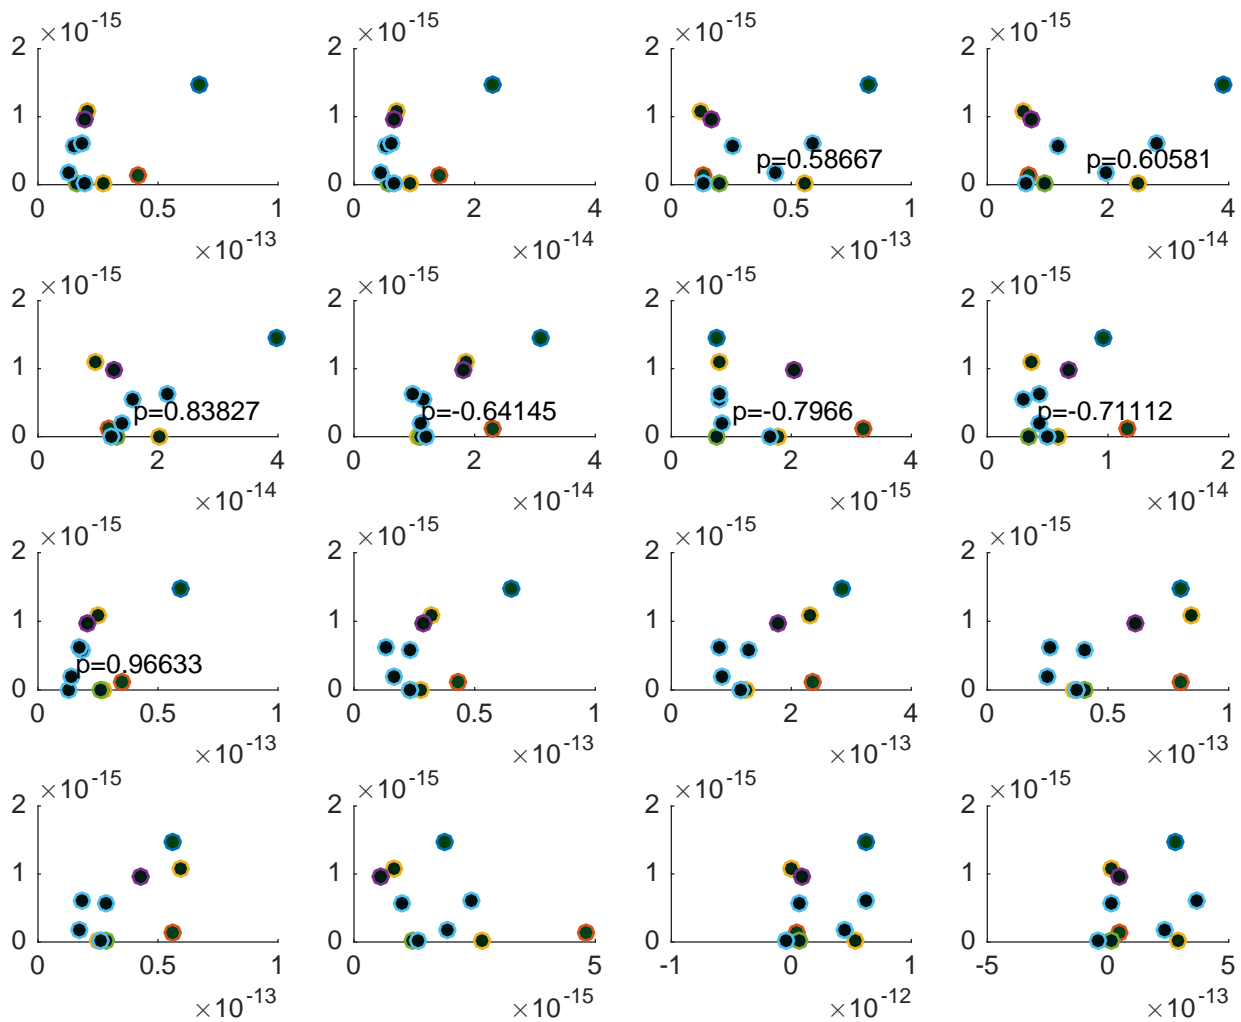 ×10-15 ×10-15 ×10-15 ×10-15
2 2 2 2
1 1 1 1
p=0.58667 p=0.60581
0 0 0 0
0 0.5 1 0 2 4 0 0.5 1 0 2 4
×10-13 ×10-14 ×10-13 ×10-14
×10-15 ×10-15 ×10-15 ×10-15
2 2 2 2
1 1 1 1
p=0.83827 p=-0.64145 p=-0.7966 p=-0.71112
0 0 0 0
0 2 4 0 2 4 0 2 4 0 1 2
×10-14 ×10-14 ×10-15 ×10-14
×10-15 ×10-15 ×10-15 ×10-15
2 2 2 2
1 1 1 1
p=0.96633
0 0 0 0
0 0.5 1 0 0.5 1 0 2 4 0 0.5 1
×10-13 ×10-13 ×10-13 ×10-13
×10-15 ×10-15 ×10-15 ×10-15
2 2 2 2
1 1 1 1
0 0 0 0
0 0.5 1 0 5 -1 0 1 -5 0 5
×10-13 ×10-15 ×10-12 ×10-13